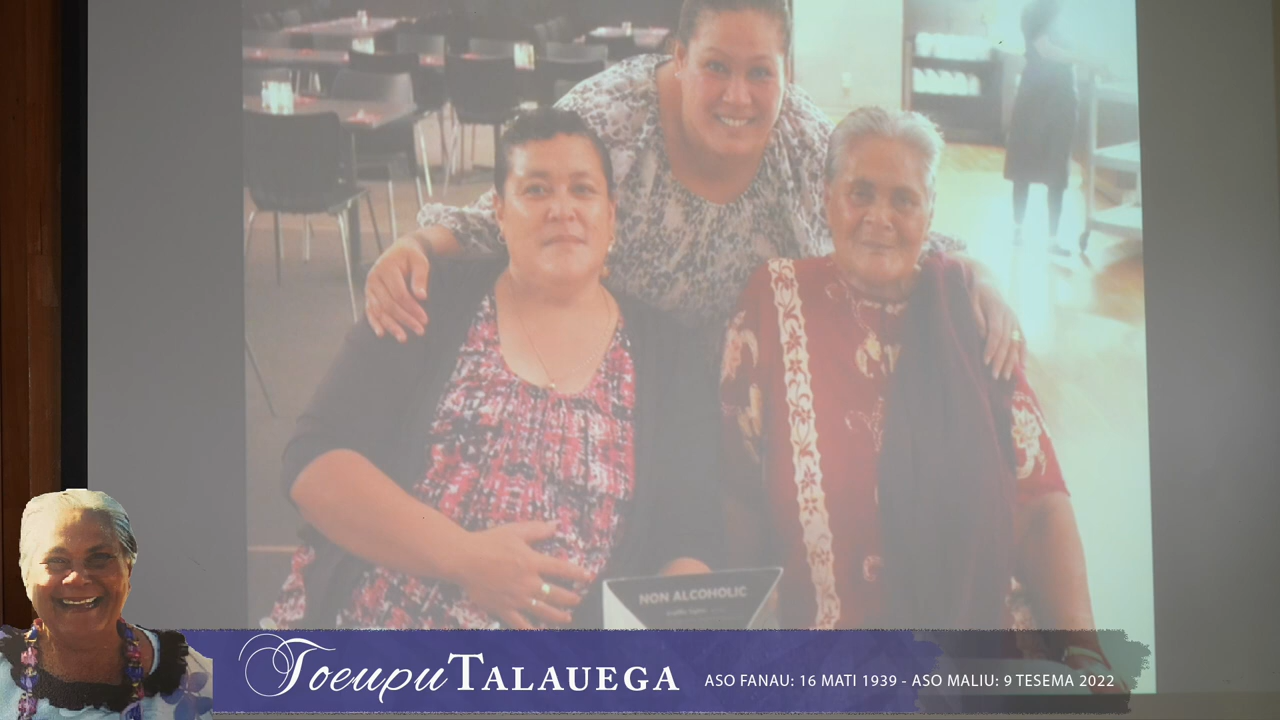 NON ALCOHOLIC
Toeupu TALAUEGA
ASO FANAU: 16 MATI 1939 - ASO MALIU: 9 TESEMA 2022